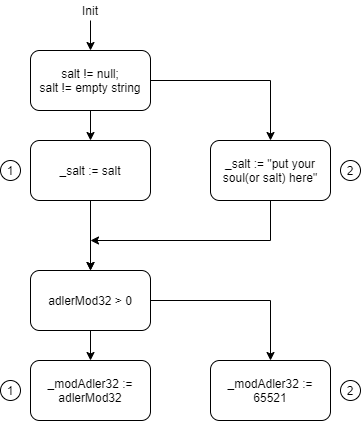 Init
salt != null;
salt != empty string
1
_salt := salt
_salt := "put your
soul(or salt) here"
2
adlerMod32 > 0
1
_modAdler32 :=
adlerMod32
_modAdler32 :=
65521
2